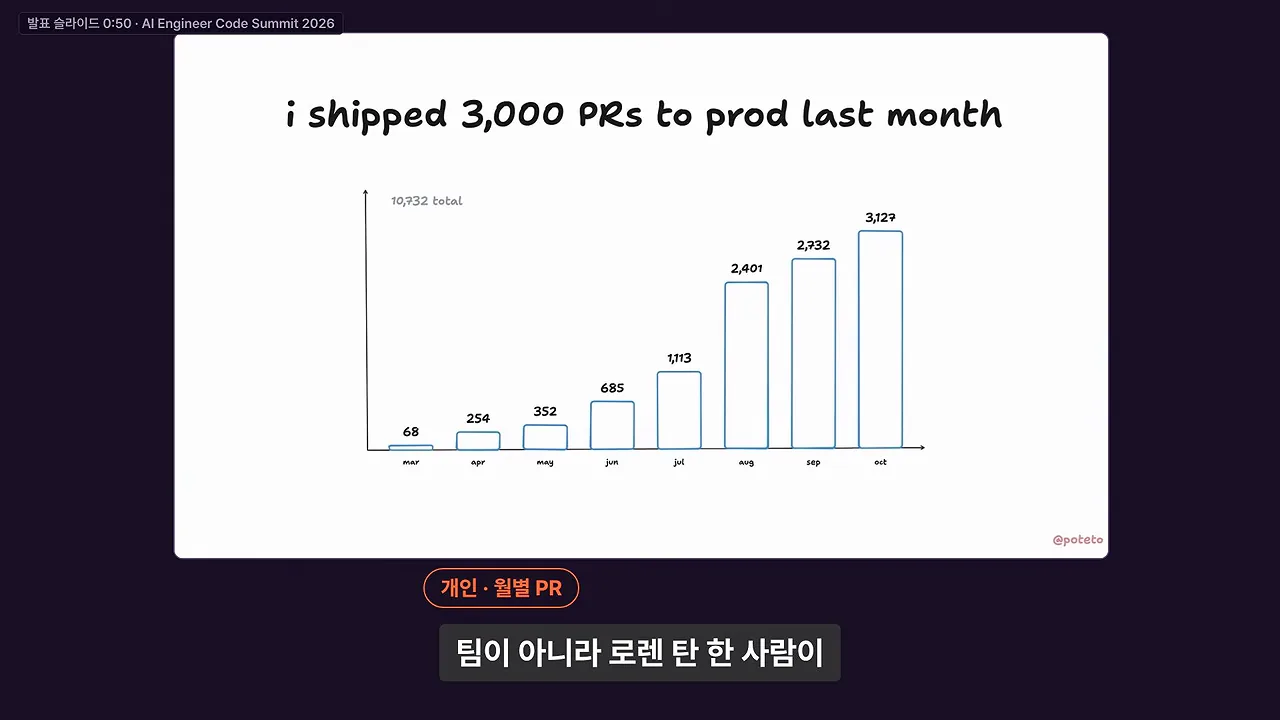 발표 슬라이드 0:50 · AI Engineer Code Summit 2026
i shipped 3,000 PRs to prod last month
10,732 total
68
254
352
685
1,113
2,401
2,732
3,127
mar apr may jun jul aug sep oct
@poteto
개인 · 월별 PR
팀이 아니라 로렌 탄 한 사람이